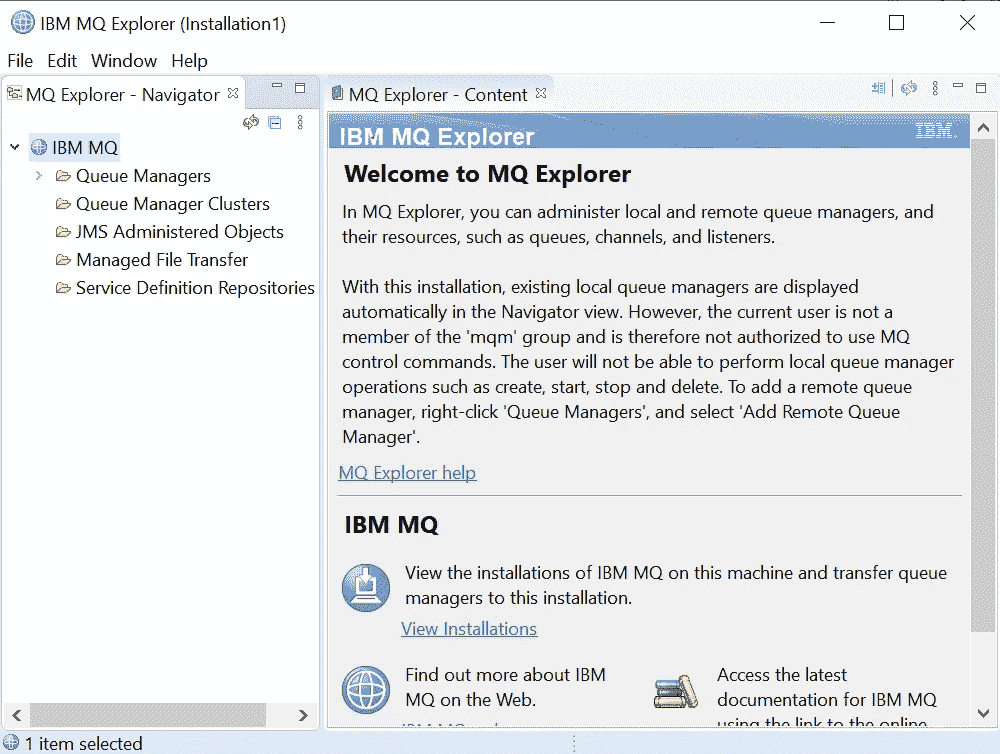 IBM MQ Explorer (Installation1)
File Edit Window Help
MQ Explorer - Navigator
IBM MQ
Queue Managers
Queue Manager Clusters
JMS Administered Objects
Managed File Transfer
Service Definition Repositories
MQ Explorer - Content
IBM MQ Explorer
IBM.
Welcome to MQ Explorer
In MQ Explorer, you can administer local and remote queue managers, and
their resources, such as queues, channels, and listeners.
With this installation, existing local queue managers are displayed
automatically in the Navigator view. However, the current user is not a
member of the 'mqm' group and is therefore not authorized to use MQ
control commands. The user will not be able to perform local queue manager
operations such as create, start, stop and delete. To add a remote queue
manager, right-click 'Queue Managers', and select 'Add Remote Queue
Manager'.
MQ Explorer help
IBM MQ
View the installations of IBM MQ on this machine and transfer queue
managers to this installation.
View Installations
Find out more about IBM
MQ on the Web.
Access the latest
documentation for IBM MQ
using the link to the online
1 item selected